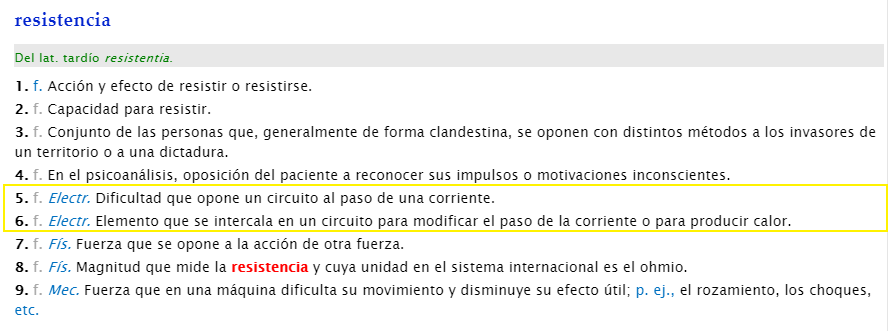 resistencia
Del lat. tardío resistentia.
1. f. Acción y efecto de resistir o resistirse.
2. f. Capacidad para resistir.
3. f. Conjunto de las personas que, generalmente de forma clandestina, se oponen con distintos métodos a los invasores de
un territorio o a una dictadura.
4. f. En el psicoanálisis, oposición del paciente a reconocer sus impulsos o motivaciones inconscientes.
5. f. Electr. Dificultad que opone un circuito al paso de una corriente.
6. f. Electr. Elemento que se intercala en un circuito para modificar el paso de la corriente o para producir calor.
7. f. Fís. Fuerza que se opone a la acción de otra fuerza.
8. f. Fís. Magnitud que mide la resistencia y cuya unidad en el sistema internacional es el ohmio.
9. f. Mec. Fuerza que en una máquina dificulta su movimiento y disminuye su efecto útil; p. ej., el rozamiento, los choques,
etc.